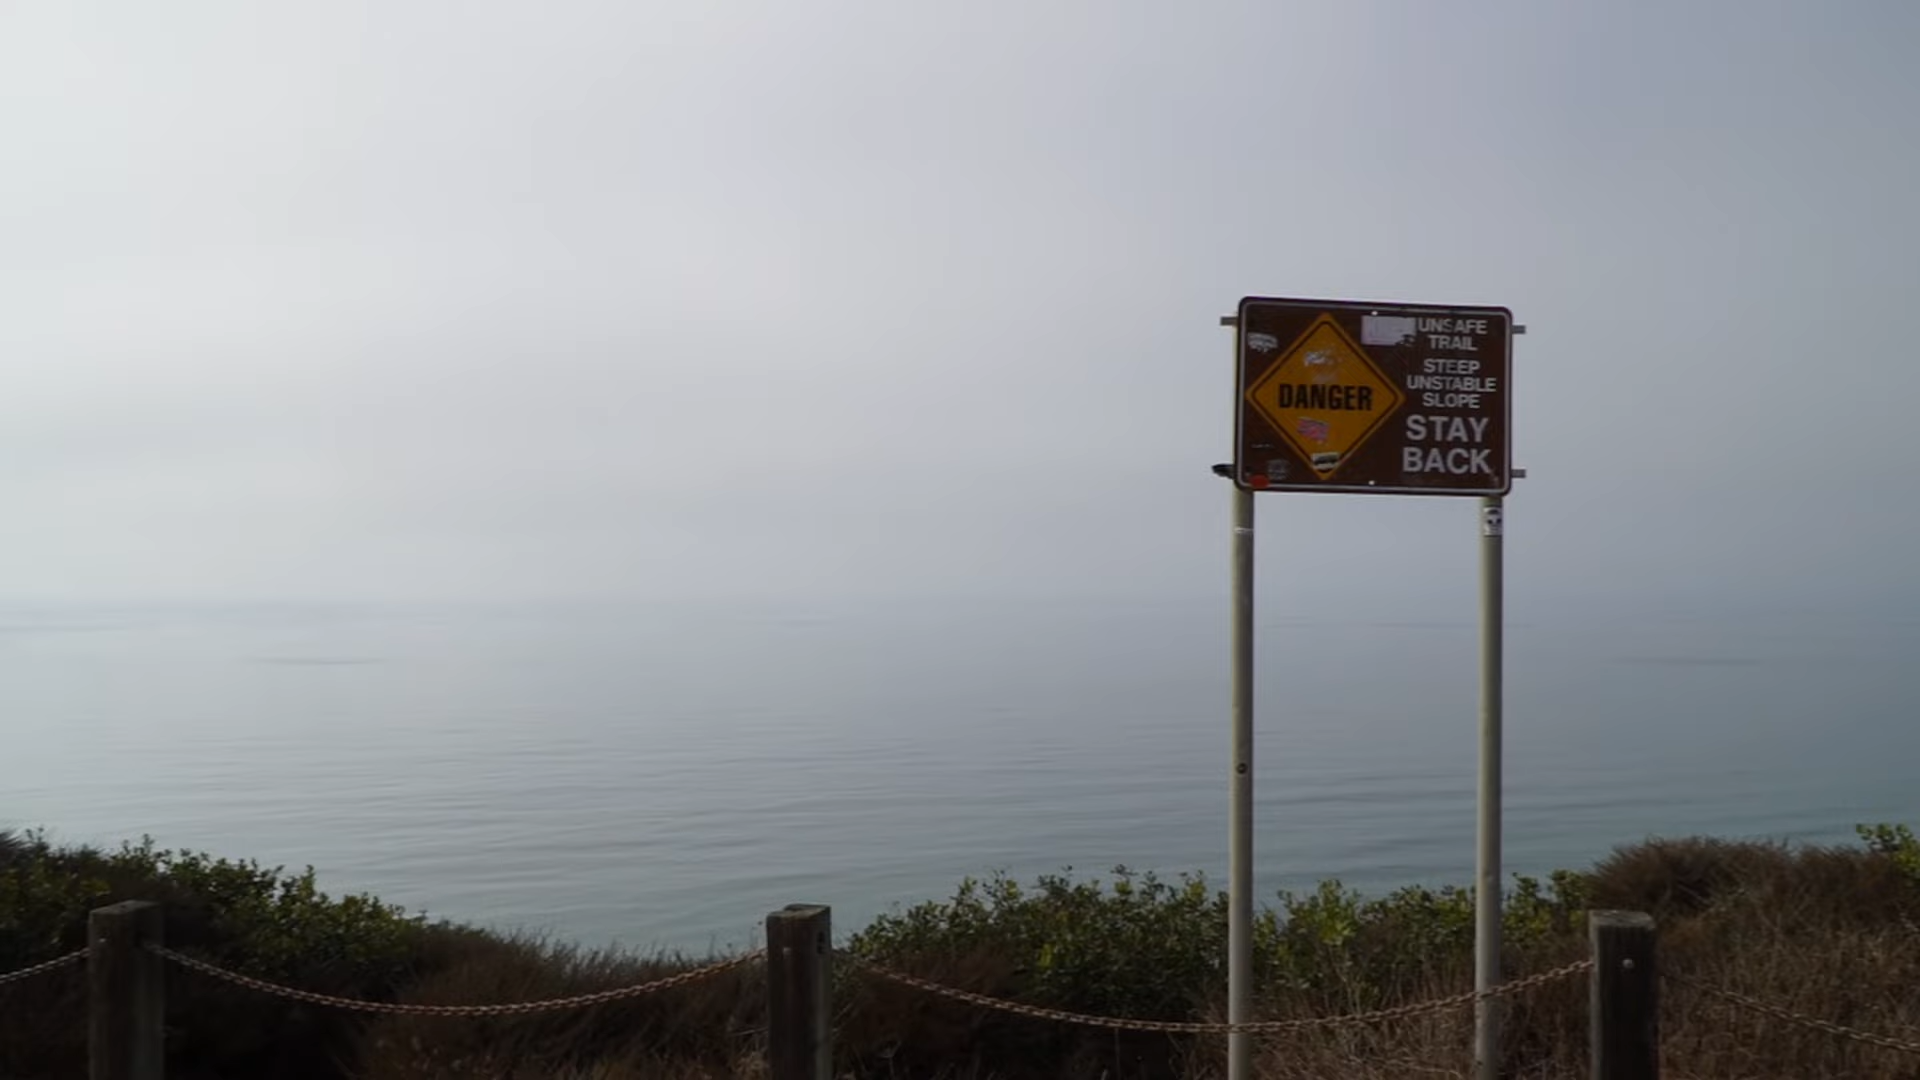 DANGER
UNSAFE
TRAIL
STEEP
UNSTABLE
SLOPE
STAY
BACK